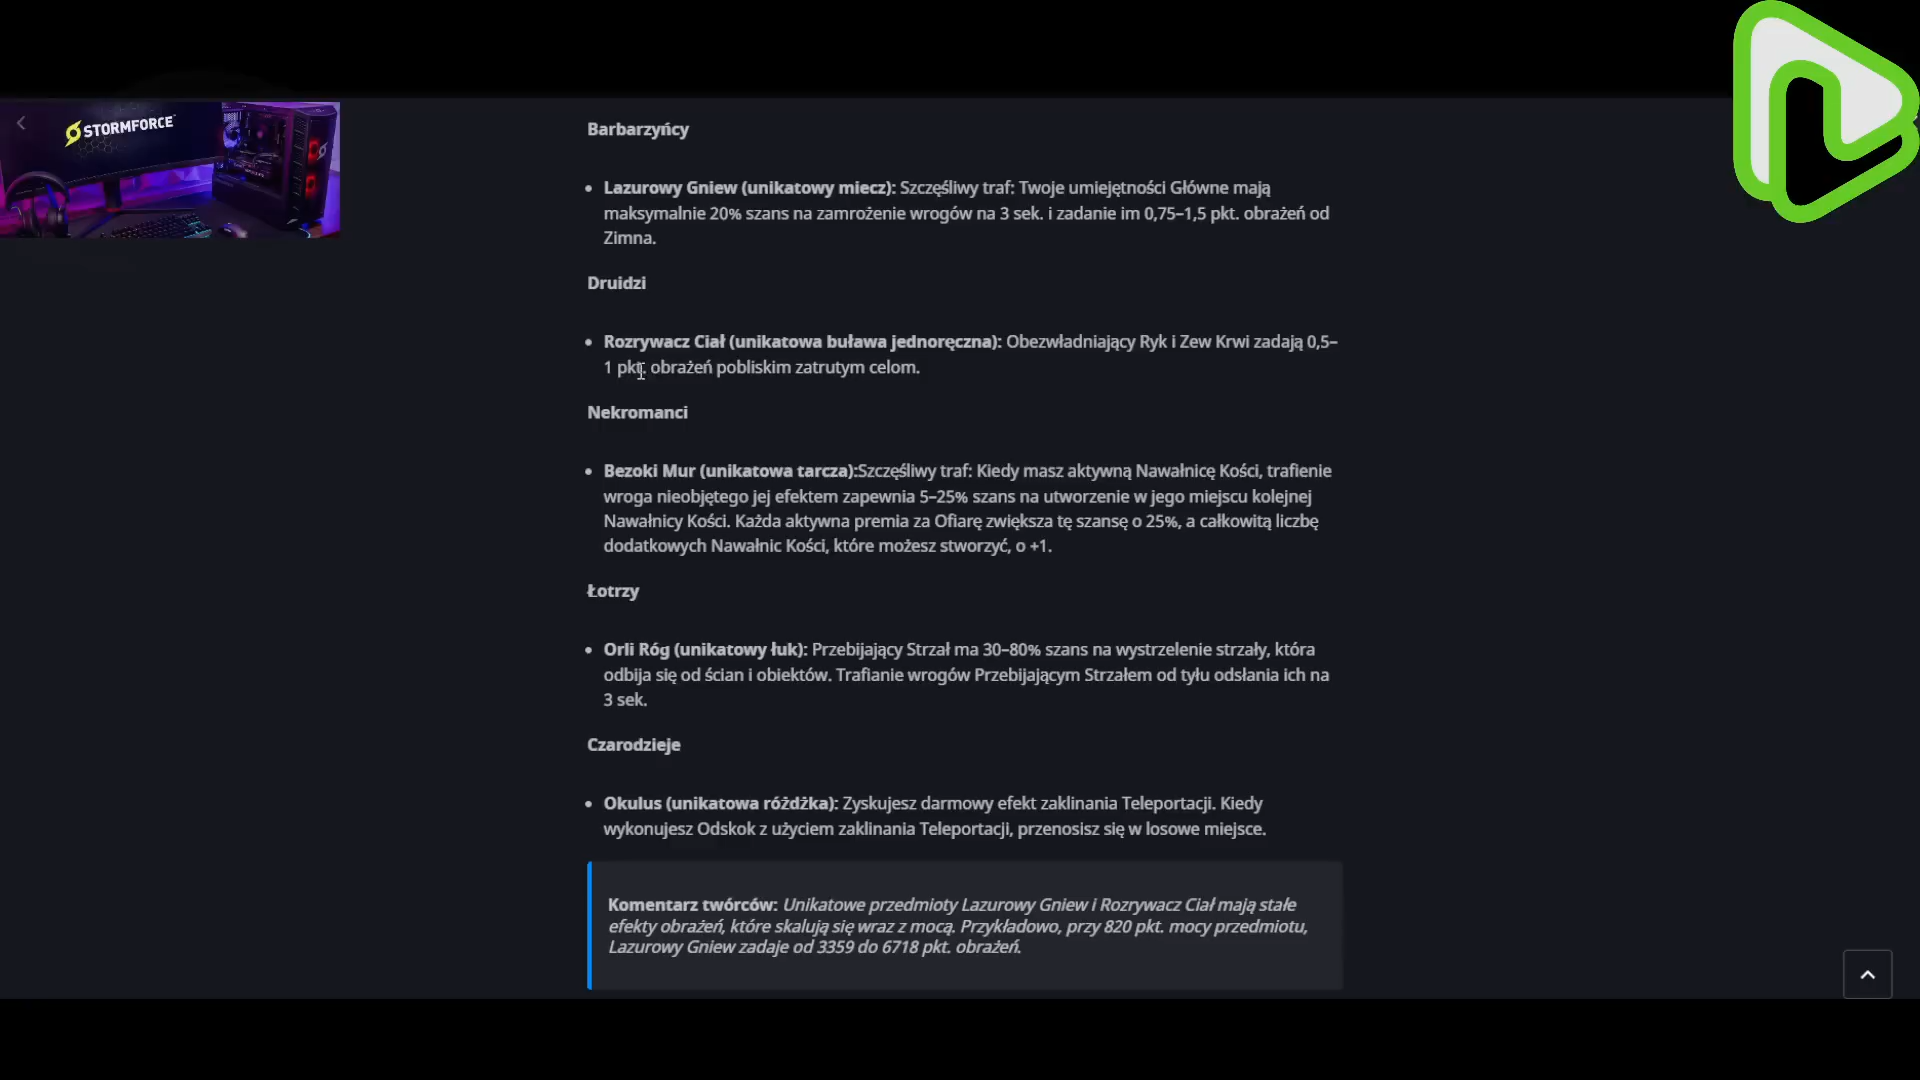 STORMFORCE
Barbarzyńcy
Lazurowy Gniew (unikatowy miecz): Szczęśliwy traf: Twoje umiejętności Główne mają
maksymalnie 20% szans na zamrożenie wrogów na 3 sek. i zadanie im 0,75–1,5 pkt. obrażeń od
Zimna.
Druidzi
Rozrywacz Ciał (unikatowa buława jednoręczna): Obezwładniający Ryk i Zew Krwi zadają 0,5–
1 pkt. obrażeń pobliskim zatrutym celom.
Nekromanci
Bezoki Mur (unikatowa tarcza):Szczęśliwy traf: Kiedy masz aktywną Nawałnicę Kości, trafienie
wroga nieobjętego jej efektem zapewnia 5–25% szans na utworzenie w jego miejscu kolejnej
Nawałnicy Kości. Każda aktywna premia za Ofiarę zwiększa tę szansę o 25%, a całkowitą liczbę
dodatkowych Nawałnic Kości, które możesz stworzyć, o +1.
Łotrzy
Orli Róg (unikatowy łuk): Przebijający Strzał ma 30–80% szans na wystrzelenie strzały, która
odbija się od ścian i obiektów. Trafianie wrogów Przebijającym Strzałem od tyłu odsłania ich na
3 sek.
Czarodzieje
Okulus (unikatowa różdżka): Zyskujesz darmowy efekt zaklinania Teleportacji. Kiedy
wykonujesz Odskok z użyciem zaklinania Teleportacji, przenosisz się w losowe miejsce.
Komentarz twórców: Unikatowe przedmioty Lazurowy Gniew i Rozrywacz Ciał mają stałe
efekty obrażeń, które skalują się wraz z mocą. Przykładowo, przy 820 pkt. mocy przedmiotu,
Lazurowy Gniew zadaje od 3359 do 6718 pkt. obrażeń.